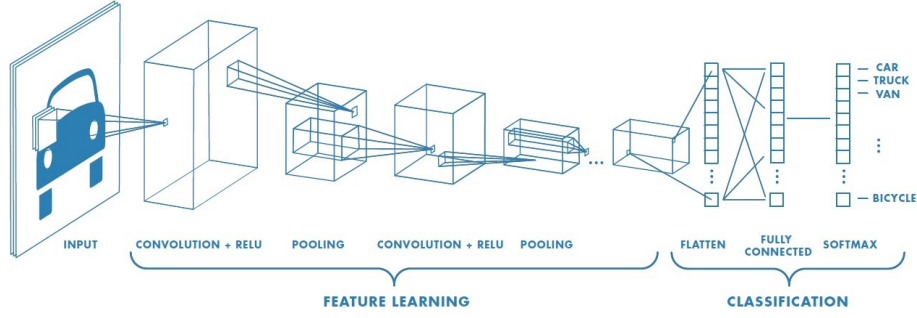 CAR
TRUCK
VAN
BICYCLE
INPUT
CONVOLUTION + RELU
POOLING
CONVOLUTION + RELU
POOLING
FLATTEN
FULLY
CONNECTED
SOFTMAX
FEATURE LEARNING
CLASSIFICATION